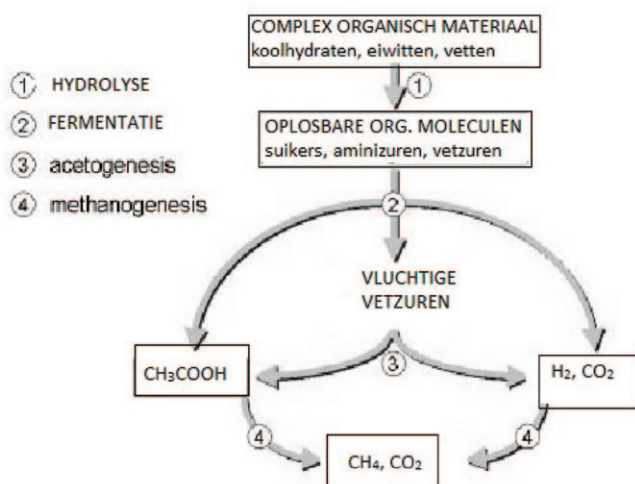 COMPLEX ORGANISCH MATERIAAL
koolhydraten, eiwitten, vetten
1 HYDROLYSE
2 FERMENTATIE
3 acetogenesis
4 methanogenesis
1
OPLOSBARE ORG. MOLECULEN
suikers, aminizuren, vetzuren
2
VLUCHTIGE
VETZUREN
CH₃COOH
3
H₂, CO₂
4
4
CH₄, CO₂